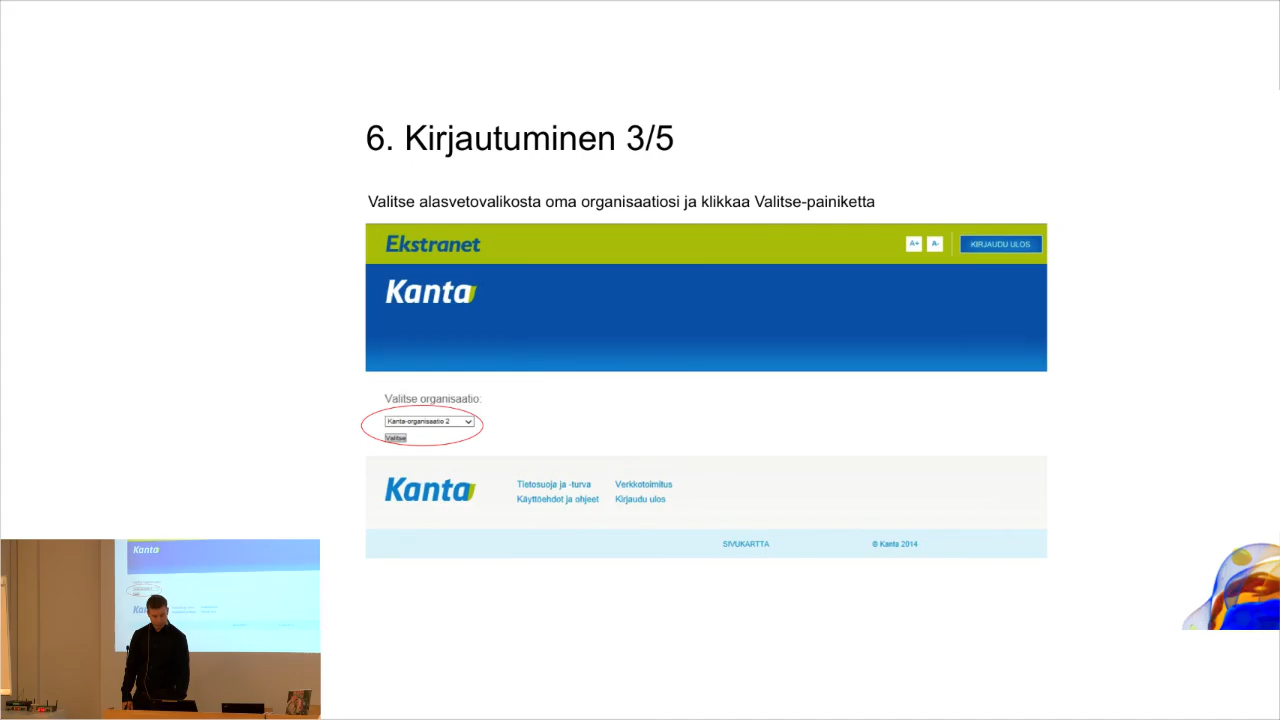 6. Kirjautuminen 3/5
Valitse alasvetovalikosta oma organisaatiosi ja klikkaa Valitse-painiketta
Ekstranet
A+ A- KIRJAUDU ULOS
Kanta
Valitse organisaatio:
Kanta-organisaatio 2
Valitse
Kanta
Tietosuoja ja -turva Verkkotoimitus
Käyttöehdot ja ohjeet Kirjaudu ulos
SIVUKARTTA © Kanta 2014
Kanta